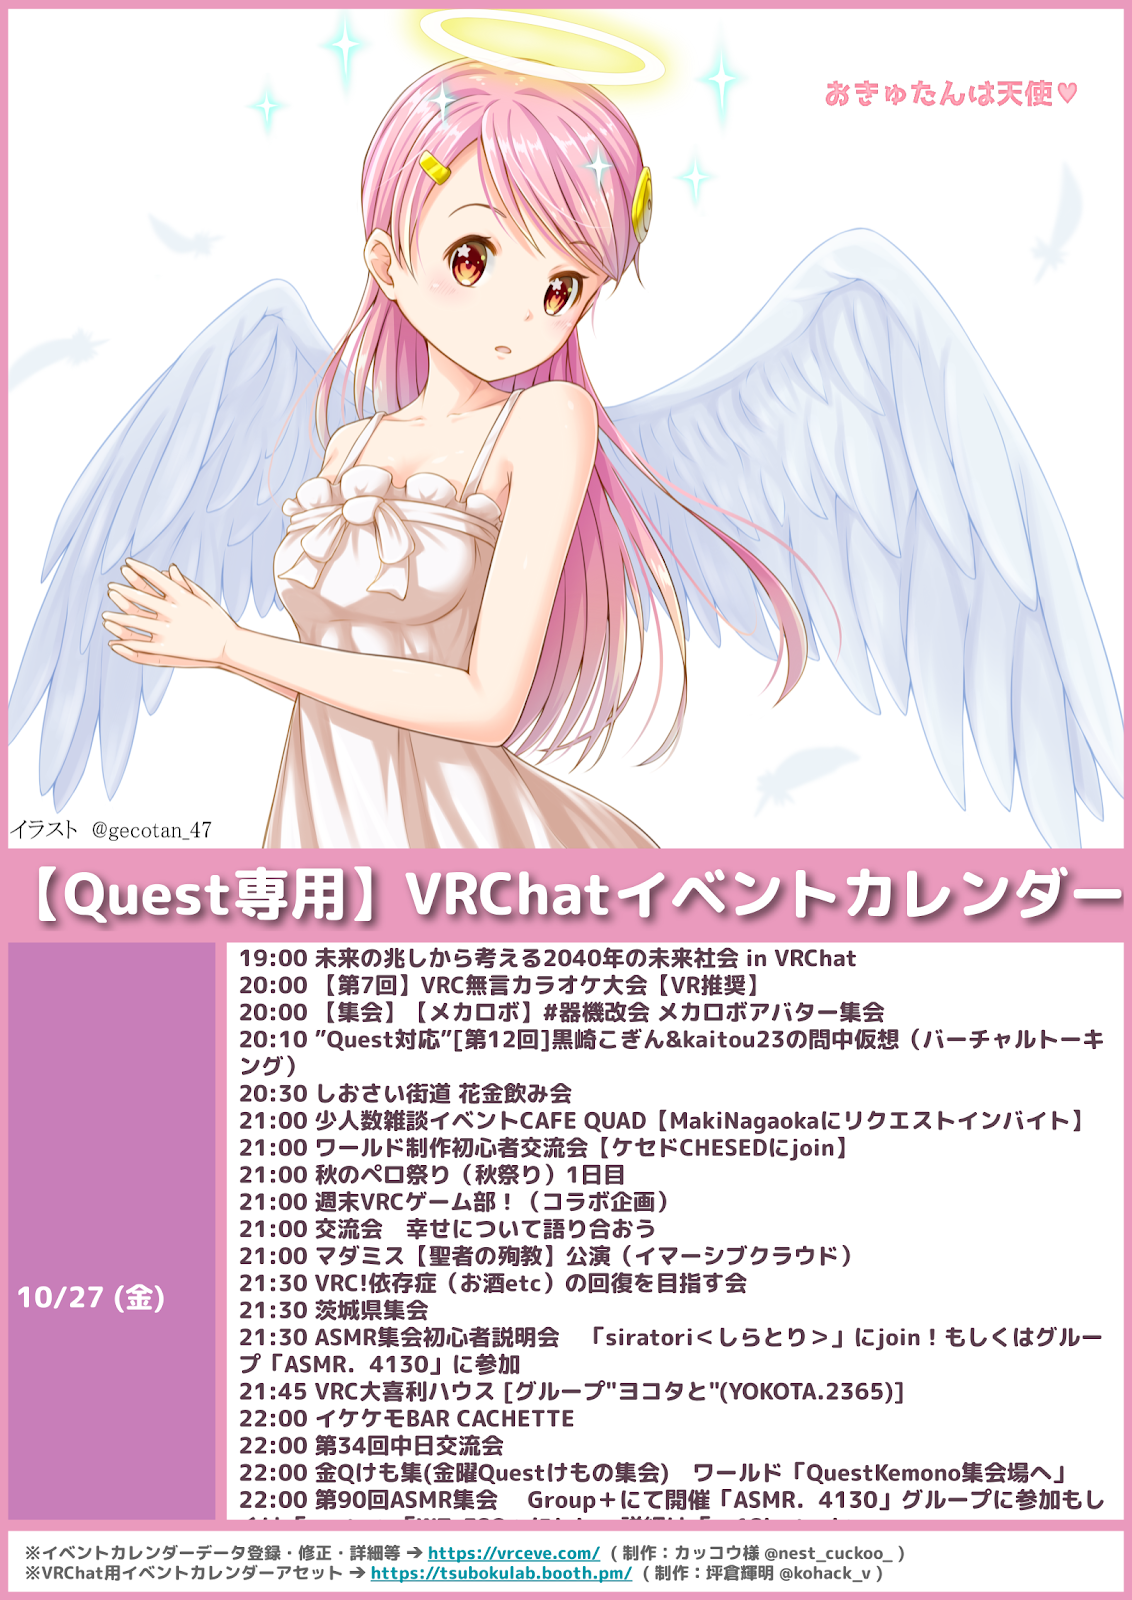 おきゅたんは天使♥
イラスト @gecotan_47
【Quest専用】VRChatイベントカレンダー
10/27 (金)
19:00 未来の兆しから考える2040年の未来社会 in VRChat
20:00 【第7回】VRC無言カラオケ大会【VR推奨】
20:00 【集会】【メカロボ】#器機改会 メカロボアバター集会
20:10 ”Quest対応”[第12回]黒崎こぎん&kaitou23の問中仮想（バーチャルトーキ
ング）
20:30 しおさい街道 花金飲み会
21:00 少人数雑談イベントCAFE QUAD【MakiNagaokaにリクエストインバイト】
21:00 ワールド制作初心者交流会【ケセドCHESEDにjoin】
21:00 秋のペロ祭り（秋祭り）1日目
21:00 週末VRCゲーム部！（コラボ企画）
21:00 交流会　幸せについて語り合おう
21:00 マダミス【聖者の殉教】公演（イマーシブクラウド）
21:30 VRC!依存症（お酒etc）の回復を目指す会
21:30 茨城県集会
21:30 ASMR集会初心者説明会　「siratori＜しらとり＞」にjoin！もしくはグルー
プ「ASMR．4130」に参加
21:45 VRC大喜利ハウス [グループ"ヨコタと"(YOKOTA.2365)]
22:00 イケケモBAR CACHETTE
22:00 第34回中日交流会
22:00 金Qけも集(金曜Questけもの集会)　ワールド「QuestKemono集会場へ」
22:00 第90回ASMR集会　Group＋にて開催「ASMR．4130」グループに参加もし
※イベントカレンダーデータ登録・修正・詳細等 ➔ https://vrceve.com/ ( 制作：カッコウ様 @nest_cuckoo_ )
※VRChat用イベントカレンダーアセット ➔ https://tsubokulab.booth.pm/ ( 制作：坪倉輝明 @kohack_v )